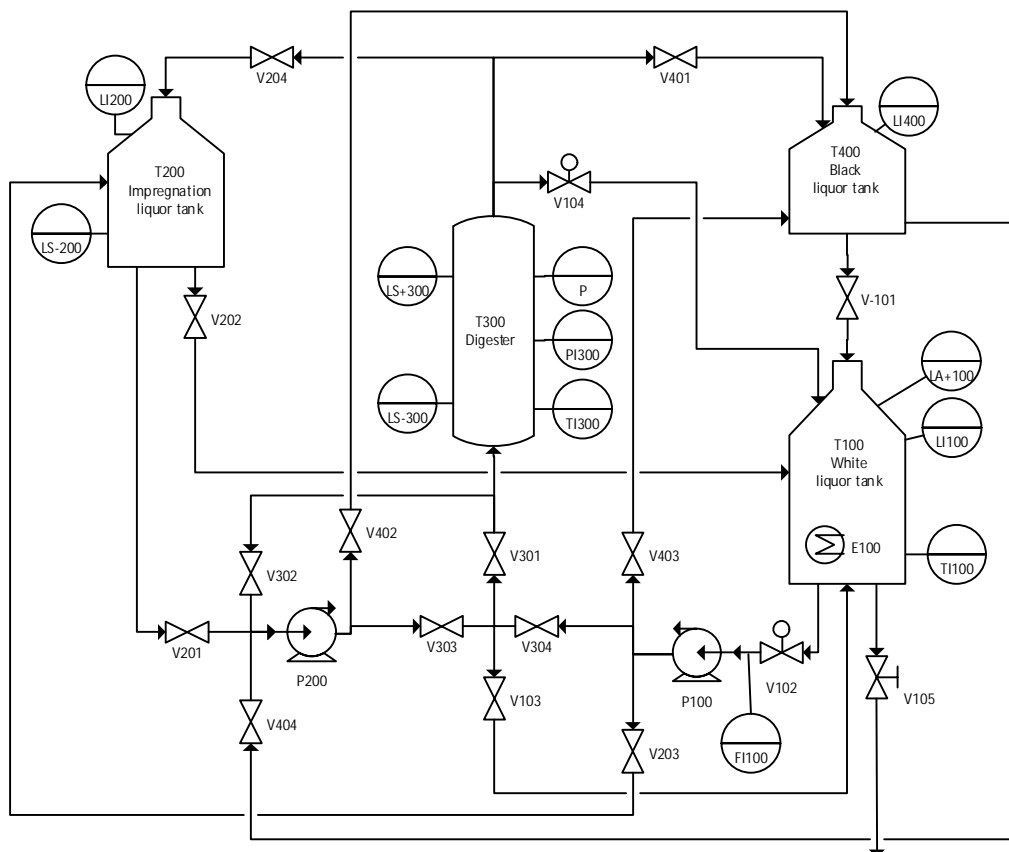 V204
V401
LI200
LI400
T200
Impregnation
liquor tank
T400
Black
liquor tank
V104
LS-200
LS+300
P
V-101
V202
T300
Digester
PI300
LA+100
LS-300
TI300
LI100
T100
White
liquor tank
V402
V301
V403
E100
TI100
V302
V201
V303
V304
P200
P100
V102
V105
V103
V404
V203
FI100